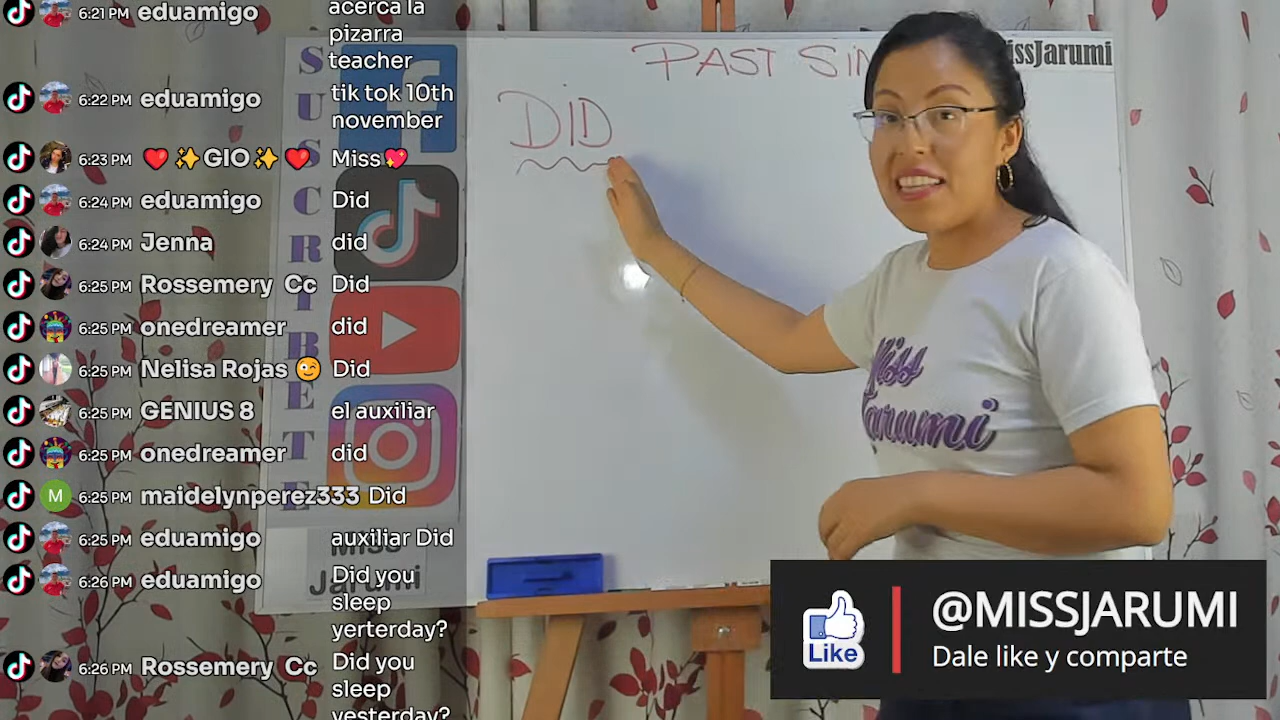 6:21 PM eduamigo
acerca la
pizarra
teacher
6:22 PM eduamigo tik tok 10th
november
6:23 PM ❤️✨GIO✨❤️ Miss💖
6:24 PM eduamigo Did
6:24 PM Jenna did
6:25 PM Rossemery Cc Did
6:25 PM onedreamer did
6:25 PM Nelisa Rojas 😉 Did
6:25 PM GENIUS 8 el auxiliar
6:25 PM onedreamer did
M 6:25 PM maidelynperez333 Did
6:25 PM eduamigo auxiliar Did
6:26 PM eduamigo Did you
sleep
yerterday?
6:26 PM Rossemery Cc Did you
sleep
yesterday?
SUSCRIBETE
Miss
Jarumi
PAST SIM
issJarumi
DID
Miss
Jarumi
Like
@MISSJARUMI
Dale like y comparte